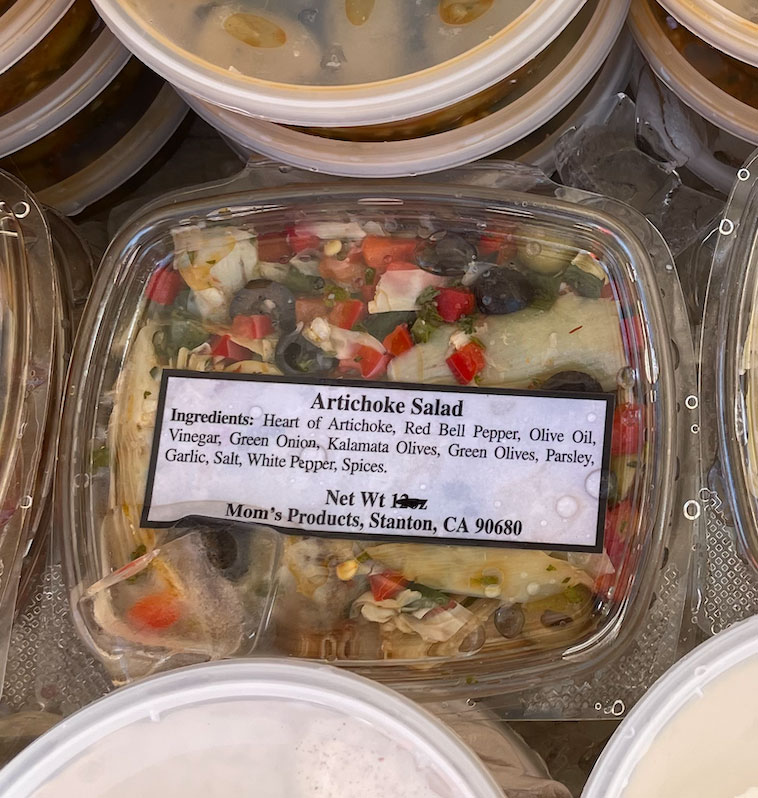 Artichoke Salad
Ingredients: Heart of Artichoke, Red Bell Pepper, Olive Oil,
Vinegar, Green Onion, Kalamata Olives, Green Olives, Parsley,
Garlic, Salt, White Pepper, Spices.
Net Wt
Mom's Products, Stanton, CA 90680